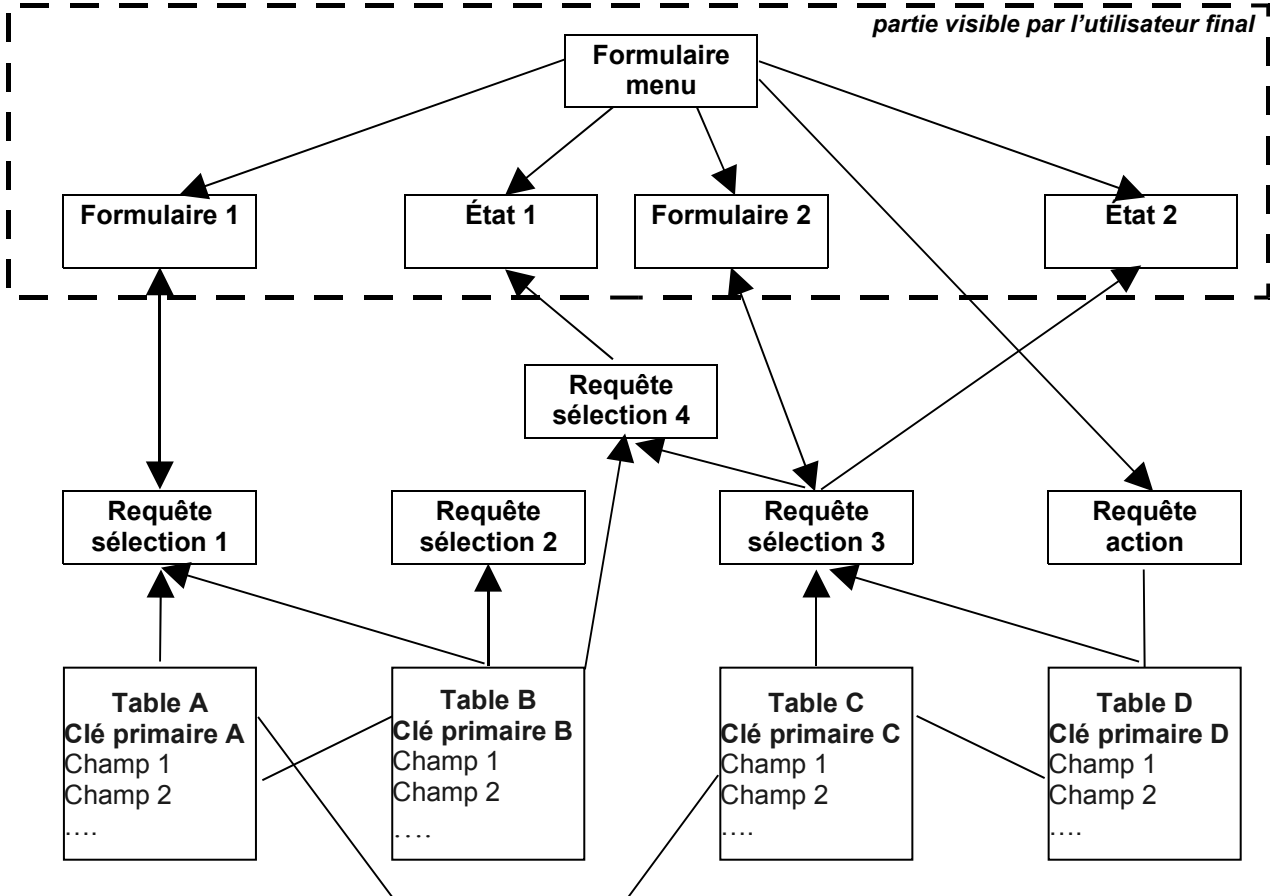 partie visible par l’utilisateur final
Formulaire
menu
Formulaire 1
État 1
Formulaire 2
État 2
Requête
sélection 4
Requête
sélection 1
Requête
sélection 2
Requête
sélection 3
Requête
action
Table A
Clé primaire A
Champ 1
Champ 2
….
Table B
Clé primaire B
Champ 1
Champ 2
….
Table C
Clé primaire C
Champ 1
Champ 2
….
Table D
Clé primaire D
Champ 1
Champ 2
….